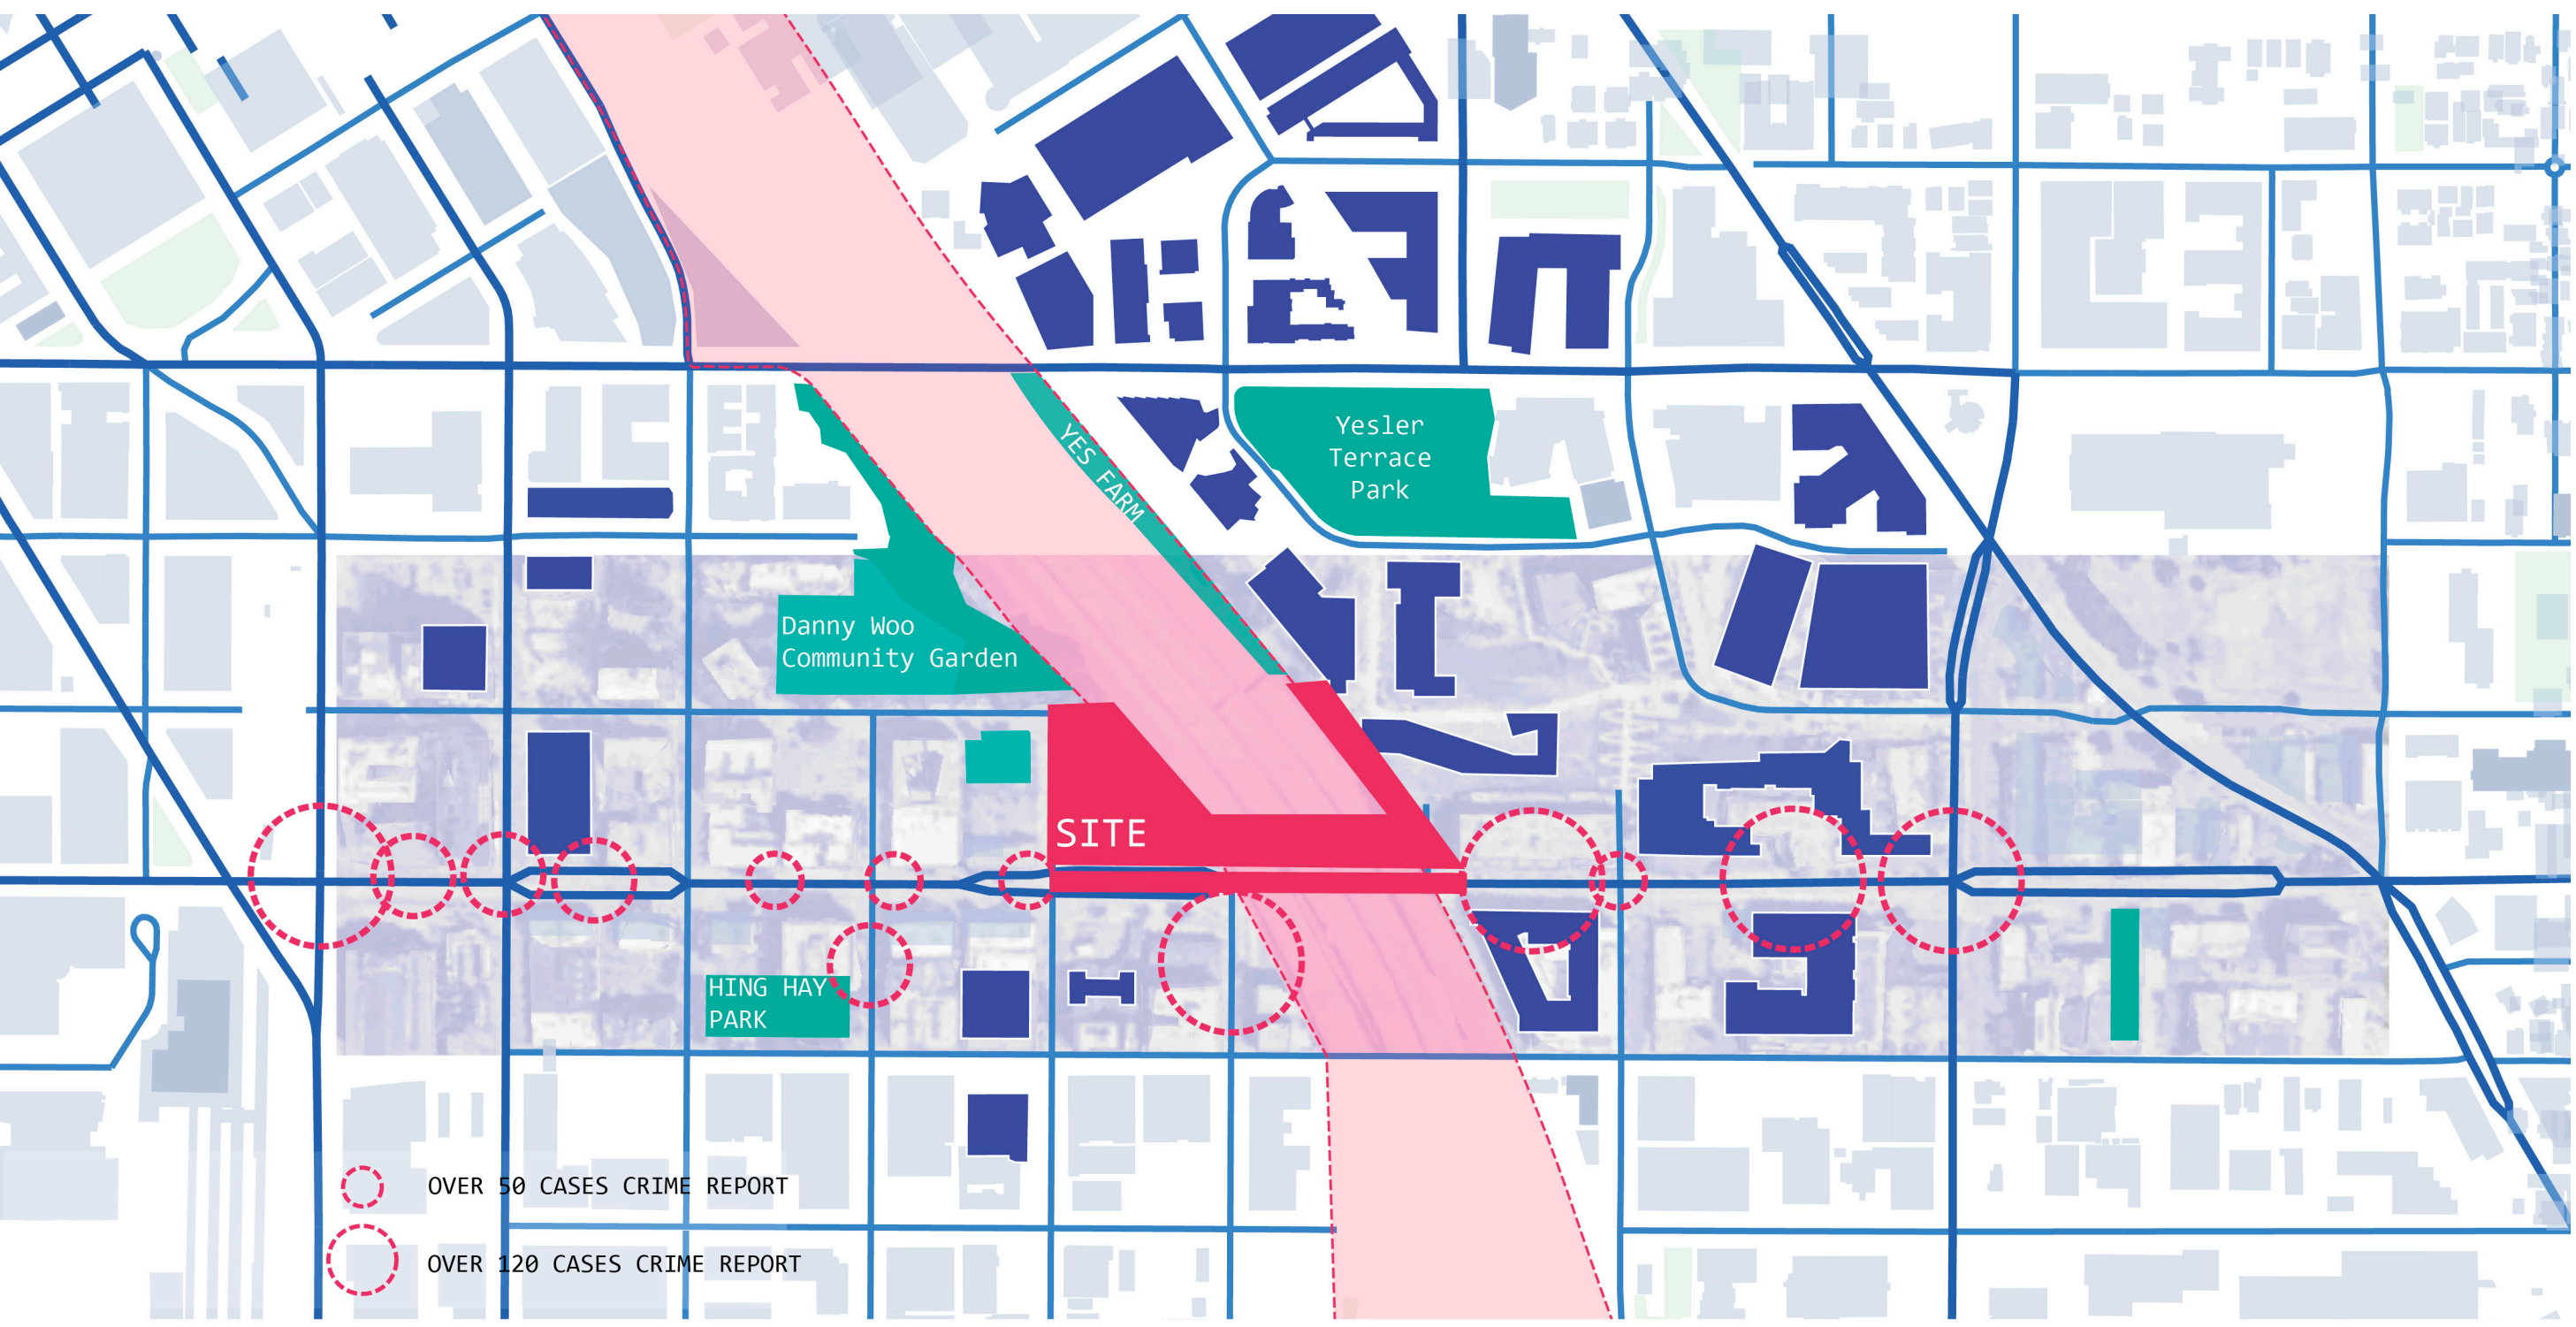 Yesler
Terrace
Park
YES FARM
Danny Woo
Community Garden
SITE
HING HAY
PARK
OVER 50 CASES CRIME REPORT
OVER 120 CASES CRIME REPORT